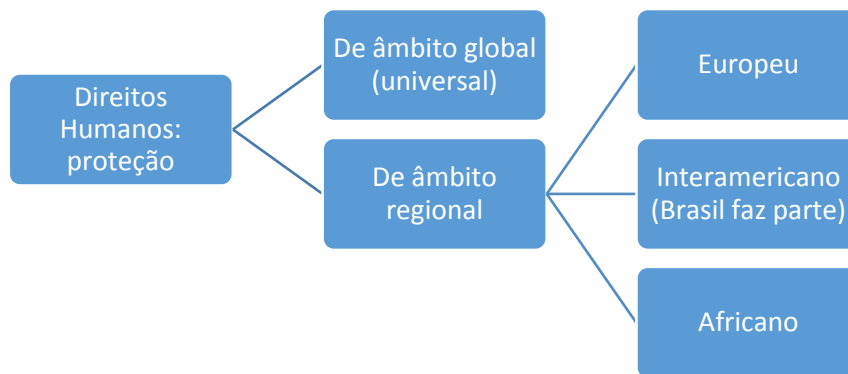 Direitos
Humanos:
proteção
De âmbito global
(universal)
De âmbito
regional
Europeu
Interamericano
(Brasil faz parte)
Africano